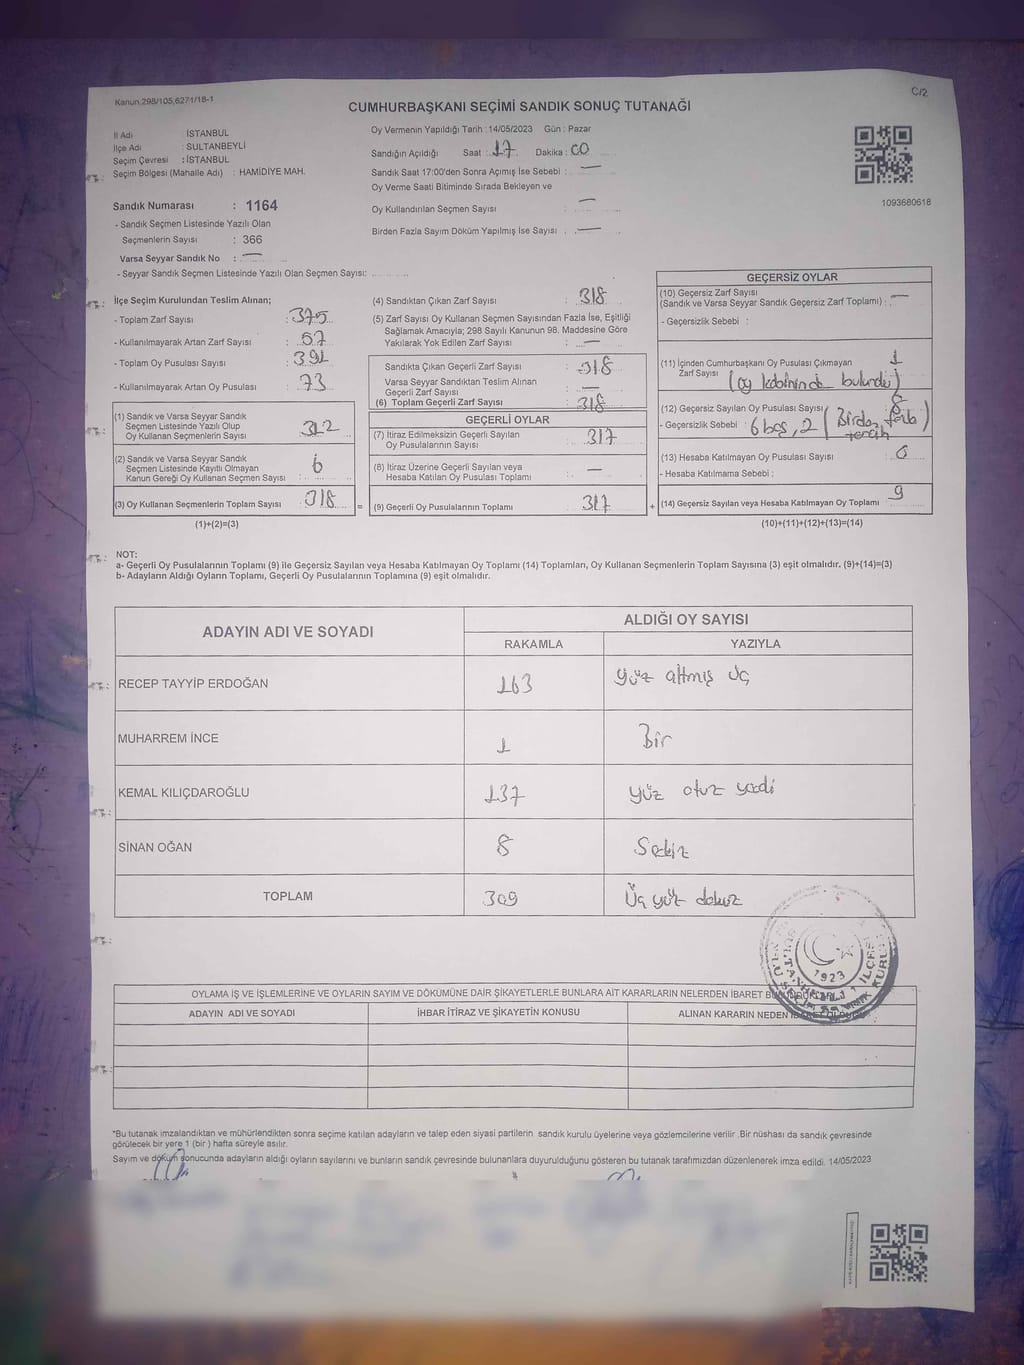 Kanun.298/105,6271/18-1
C/2
CUMHURBAŞKANI SEÇİMİ SANDIK SONUÇ TUTANAĞI
İl Adı : İSTANBUL
İlçe Adı : SULTANBEYLİ
Seçim Çevresi : İSTANBUL
Seçim Bölgesi (Mahalle Adı) : HAMİDİYE MAH.
Sandık Numarası : 1164
- Sandık Seçmen Listesinde Yazılı Olan
Seçmenlerin Sayısı : 366
Varsa Seyyar Sandık No : —
- Seyyar Sandık Seçmen Listesinde Yazılı Olan Seçmen Sayısı:
Oy Vermenin Yapıldığı Tarih : 14/05/2023 Gün : Pazar
Sandığın Açıldığı Saat : 17 Dakika : 00
Sandık Saat 17:00'den Sonra Açımış İse Sebebi : —
Oy Verme Saati Bitiminde Sırada Bekleyen ve
Oy Kullandırılan Seçmen Sayısı : —
Birden Fazla Sayım Döküm Yapılmış İse Sayısı : —
1093680618
İlçe Seçim Kurulundan Teslim Alınan;
- Toplam Zarf Sayısı : 375
- Kullanılmayarak Artan Zarf Sayısı : 57
- Toplam Oy Pusulası Sayısı : 391
- Kullanılmayarak Artan Oy Pusulası : 73
(1) Sandık ve Varsa Seyyar Sandık
Seçmen Listesinde Yazılı Olup
Oy Kullanan Seçmenlerin Sayısı 312
(2) Sandık ve Varsa Seyyar Sandık
Seçmen Listesinde Kayıtlı Olmayan
Kanun Gereği Oy Kullanan Seçmen Sayısı : 6
(3) Oy Kullanan Seçmenlerin Toplam Sayısı 318 =
(1)+(2)=(3)
(4) Sandıktan Çıkan Zarf Sayısı : 318
(5) Zarf Sayısı Oy Kullanan Seçmen Sayısından Fazla İse, Eşitliği
Sağlamak Amacıyla; 298 Sayılı Kanunun 98. Maddesine Göre
Yakılarak Yok Edilen Zarf Sayısı : —
Sandıkta Çıkan Geçerli Zarf Sayısı : 318
Varsa Seyyar Sandıktan Teslim Alınan
Geçerli Zarf Sayısı : —
(6) Toplam Geçerli Zarf Sayısı : 318
GEÇERLİ OYLAR
(7) İtiraz Edilmeksizin Geçerli Sayılan
Oy Pusulalarının Sayısı : 317
(8) İtiraz Üzerine Geçerli Sayılan veya
Hesaba Katılan Oy Pusulası Toplamı : —
(9) Geçerli Oy Pusulalarının Toplamı : 317 +
GEÇERSİZ OYLAR
(10) Geçersiz Zarf Sayısı
(Sandık ve Varsa Seyyar Sandık Geçersiz Zarf Toplamı) : —
- Geçersizlik Sebebi :
(11) İçinden Cumhurbaşkanı Oy Pusulası Çıkmayan
Zarf Sayısı 1
(oy kabininde bulundu)
(12) Geçersiz Sayılan Oy Pusulası Sayısı 8
- Geçersizlik Sebebi : 6 boş, 2 (Birden fazla
tercih)
(13) Hesaba Katılmayan Oy Pusulası Sayısı 0
- Hesaba Katılmama Sebebi :
(14) Geçersiz Sayılan veya Hesaba Katılmayan Oy Toplamı 9
(10)+(11)+(12)+(13)=(14)
NOT:
a- Geçerli Oy Pusulalarının Toplamı (9) ile Geçersiz Sayılan veya Hesaba Katılmayan Oy Toplamı (14) Toplamları, Oy Kullanan Seçmenlerin Toplam Sayısına (3) eşit olmalıdır. (9)+(14)=(3)
b- Adayların Aldığı Oyların Toplamı, Geçerli Oy Pusulalarının Toplamına (9) eşit olmalıdır.
ADAYIN ADI VE SOYADI
ALDIĞI OY SAYISI
RAKAMLA YAZIYLA
RECEP TAYYİP ERDOĞAN 163 yüz altmış üç
MUHARREM İNCE 1 Bir
KEMAL KILIÇDAROĞLU 137 yüz otuz yedi
SİNAN OĞAN 8 Sekiz
TOPLAM 309 Üç yüz dokuz
1923
OYLAMA İŞ VE İŞLEMLERİNE VE OYLARIN SAYIM VE DÖKÜMÜNE DAİR ŞİKAYETLERLE BUNLARA AİT KARARLARIN NELERDEN İBARET
ADAYIN ADI VE SOYADI İHBAR İTİRAZ VE ŞİKAYETİN KONUSU ALINAN KARARIN NEDEN İBARET OLDUĞU
*Bu tutanak imzalandıktan ve mühürlendikten sonra seçime katılan adayların ve talep eden siyasi partilerin sandık kurulu üyelerine veya gözlemcilerine verilir .Bir nüshası da sandık çevresinde
görülecek bir yere 1 (bir ) hafta süreyle asılır.
Sayım ve döküm sonucunda adayların aldığı oyların sayılarını ve bunların sandık çevresinde bulunanlara duyurulduğunu gösteren bu tutanak tarafımızdan düzenlenerek imza edildi. 14/05/2023